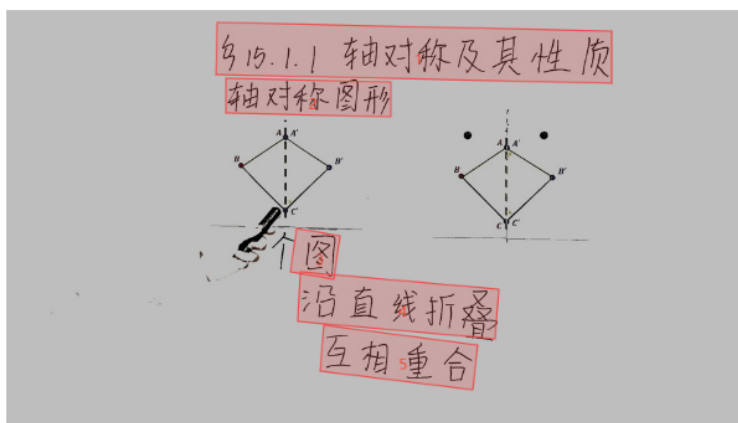 §15.1.1 轴对称及其性质
轴对称图形
A A'
B B'
C'
A A'
B B'
C C'
个图
沿直线折叠
互相重合